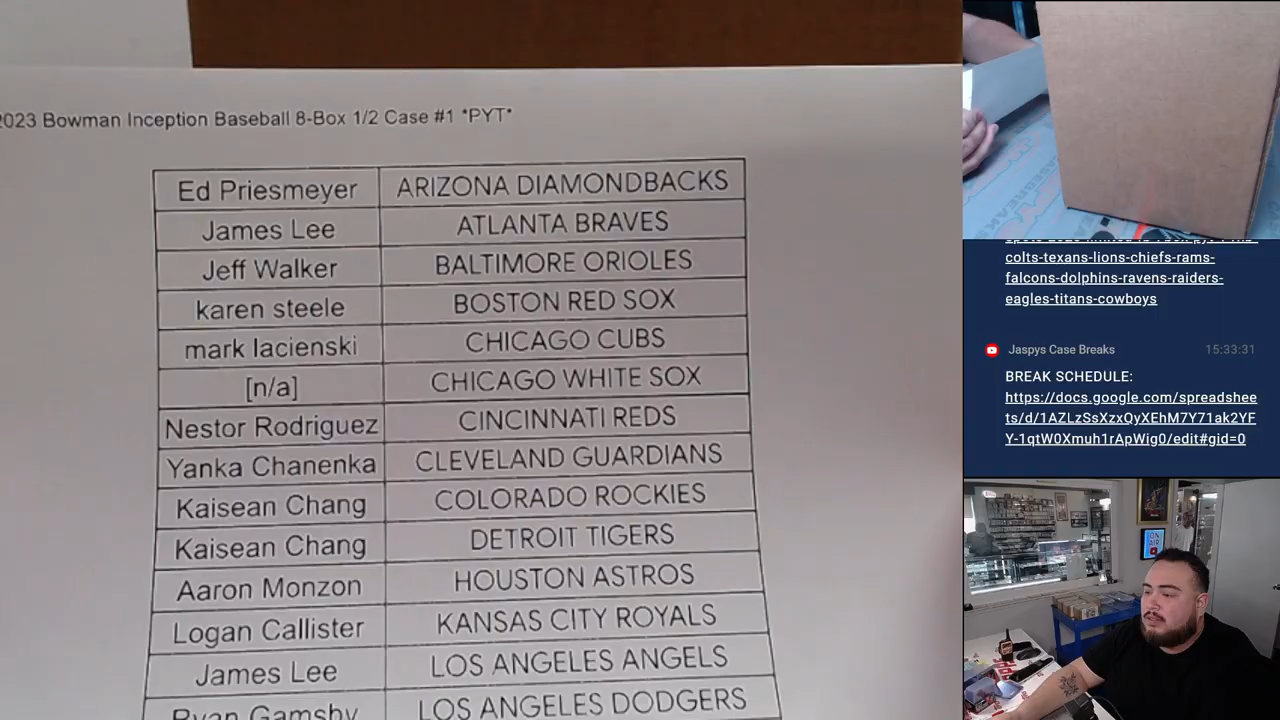 2023 Bowman Inception Baseball 8-Box 1/2 Case #1 *PYT*
Ed Priesmeyer ARIZONA DIAMONDBACKS
James Lee ATLANTA BRAVES
Jeff Walker BALTIMORE ORIOLES
karen steele BOSTON RED SOX
mark lacienski CHICAGO CUBS
[n/a] CHICAGO WHITE SOX
Nestor Rodriguez CINCINNATI REDS
Yanka Chanenka CLEVELAND GUARDIANS
Kaisean Chang COLORADO ROCKIES
Kaisean Chang DETROIT TIGERS
Aaron Monzon HOUSTON ASTROS
Logan Callister KANSAS CITY ROYALS
James Lee LOS ANGELES ANGELS
Ryan Gamsby LOS ANGELES DODGERS
colts-texans-lions-chiefs-rams-
falcons-dolphins-ravens-raiders-
eagles-titans-cowboys
Jaspys Case Breaks 15:33:31
BREAK SCHEDULE:
https://docs.google.com/spreadshee
ts/d/1AZLzSsXzxQyXEhM7Y71ak2YF
Y-1qtW0Xmuh1rApWig0/edit#gid=0
ON
AIR